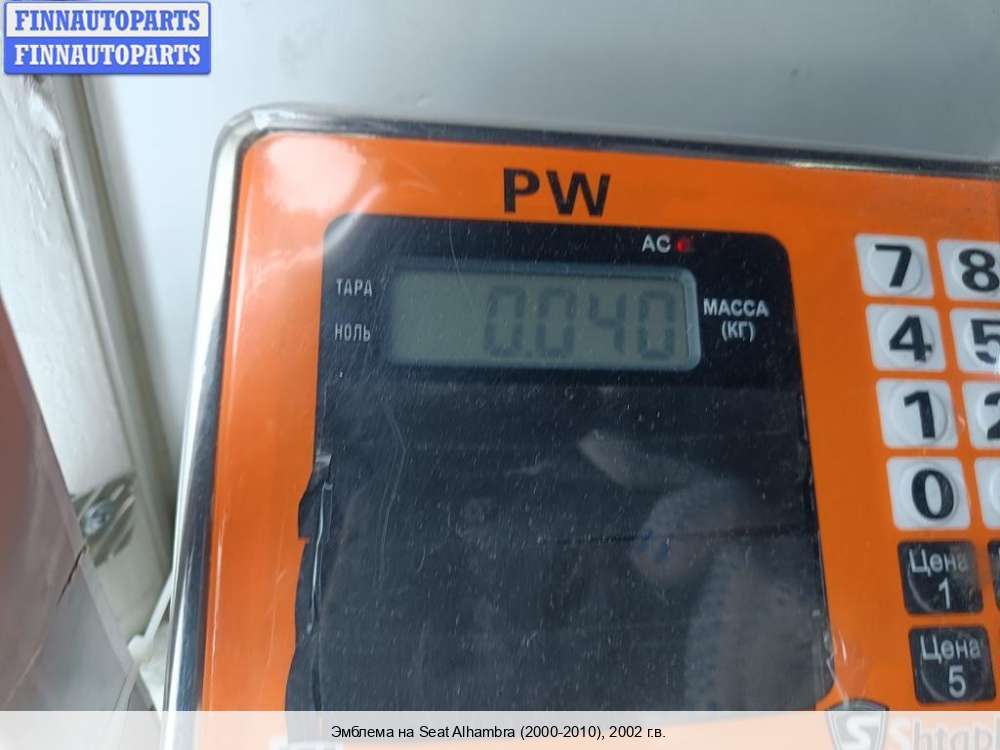 FINNAUTOPARTS
FINNAUTOPARTS
PW
AC
ТАРА
0.040
МАССА
НОЛЬ
(КГ)
7 8
4 5
1 2
0
Цена
1
Цена
5
S
Эмблема на Seat Alhambra (2000-2010), 2002 г.в.